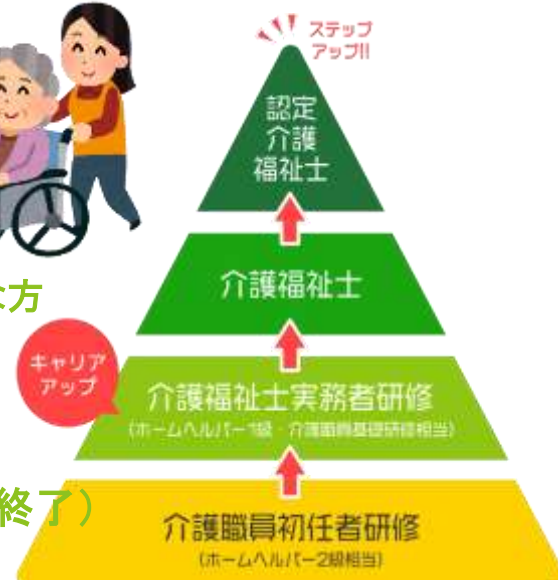 ステップ
アップ!!
認定
介護
福祉士
介護福祉士
な方
キャリア
アップ
介護福祉士実務者研修
(ホームヘルパー1級・介護職員基礎研修相当)
終了）
介護職員初任者研修
(ホームヘルパー2級相当)